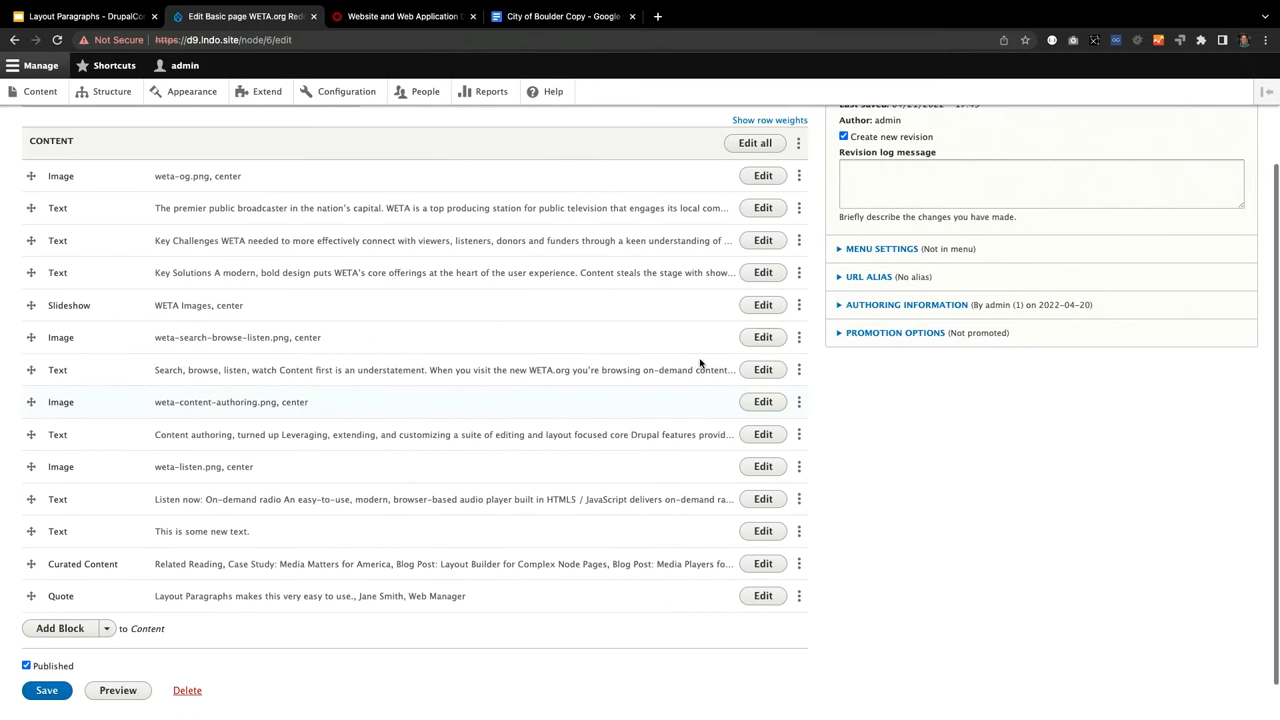 Layout Paragraphs - DrupalCo
Edit Basic page WETA.org Red
Website and Web Application D
City of Boulder Copy - Google
Not Secure https://d9.lndo.site/node/6/edit
Manage Shortcuts admin
Content Structure Appearance Extend Configuration People Reports Help
Show row weights
CONTENT Edit all
Image weta-og.png, center Edit
Text The premier public broadcaster in the nation's capital. WETA is a top producing station for public television that engages its local com... Edit
Text Key Challenges WETA needed to more effectively connect with viewers, listeners, donors and funders through a keen understanding of ... Edit
Text Key Solutions A modern, bold design puts WETA's core offerings at the heart of the user experience. Content steals the stage with show... Edit
Slideshow WETA Images, center Edit
Image weta-search-browse-listen.png, center Edit
Text Search, browse, listen, watch Content first is an understatement. When you visit the new WETA.org you're browsing on-demand content... Edit
Image weta-content-authoring.png, center Edit
Text Content authoring, turned up Leveraging, extending, and customizing a suite of editing and layout focused core Drupal features provid... Edit
Image weta-listen.png, center Edit
Text Listen now: On-demand radio An easy-to-use, modern, browser-based audio player built in HTML5 / JavaScript delivers on-demand ra... Edit
Text This is some new text. Edit
Curated Content Related Reading, Case Study: Media Matters for America, Blog Post: Layout Builder for Complex Node Pages, Blog Post: Media Players fo... Edit
Quote Layout Paragraphs makes this very easy to use., Jane Smith, Web Manager Edit
Add Block to Content
Published
Save Preview Delete
Author: admin
Create new revision
Revision log message
Briefly describe the changes you have made.
MENU SETTINGS (Not in menu)
URL ALIAS (No alias)
AUTHORING INFORMATION (By admin (1) on 2022-04-20)
PROMOTION OPTIONS (Not promoted)